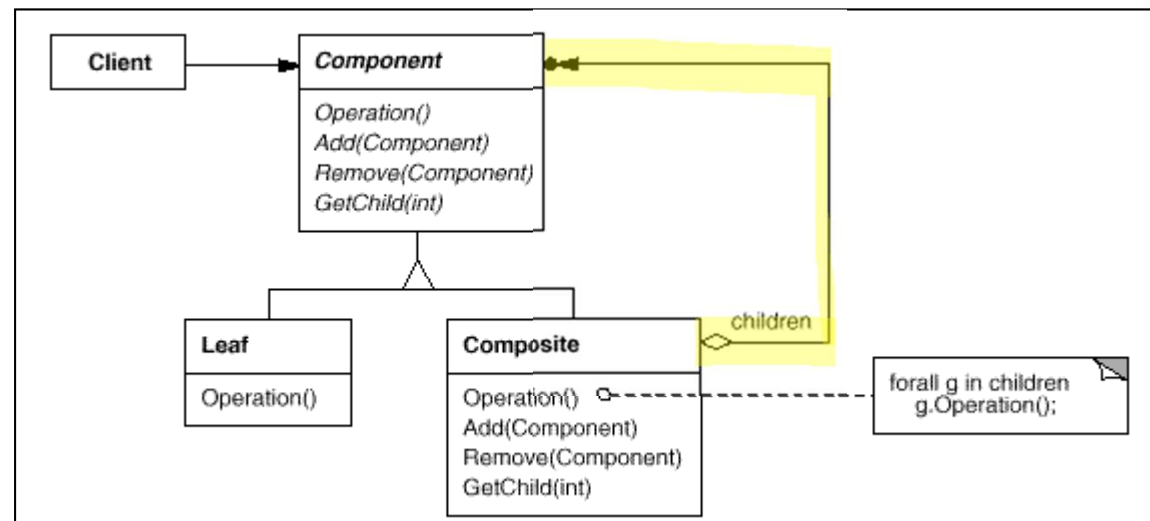 Client
Component
Operation()
Add(Component)
Remove(Component)
GetChild(int)
Leaf
Operation()
Composite
Operation()
Add(Component)
Remove(Component)
GetChild(int)
children
forall g in children
g.Operation();